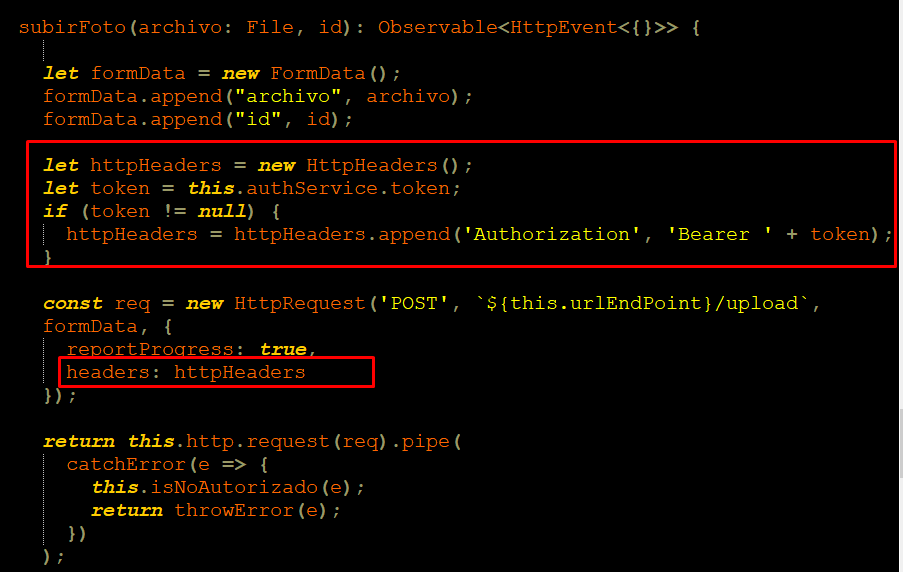 subirFoto(archivo: File, id): Observable<HttpEvent<{}>> {
let formData = new FormData();
formData.append("archivo", archivo);
formData.append("id", id);
let httpHeaders = new HttpHeaders();
let token = this.authService.token;
if (token != null) {
httpHeaders = httpHeaders.append('Authorization', 'Bearer ' + token);
}
const req = new HttpRequest('POST', `${this.urlEndPoint}/upload`,
formData, {
reportProgress: true,
headers: httpHeaders
});
return this.http.request(req).pipe(
catchError(e => {
this.isNoAutorizado(e);
return throwError(e);
})
);